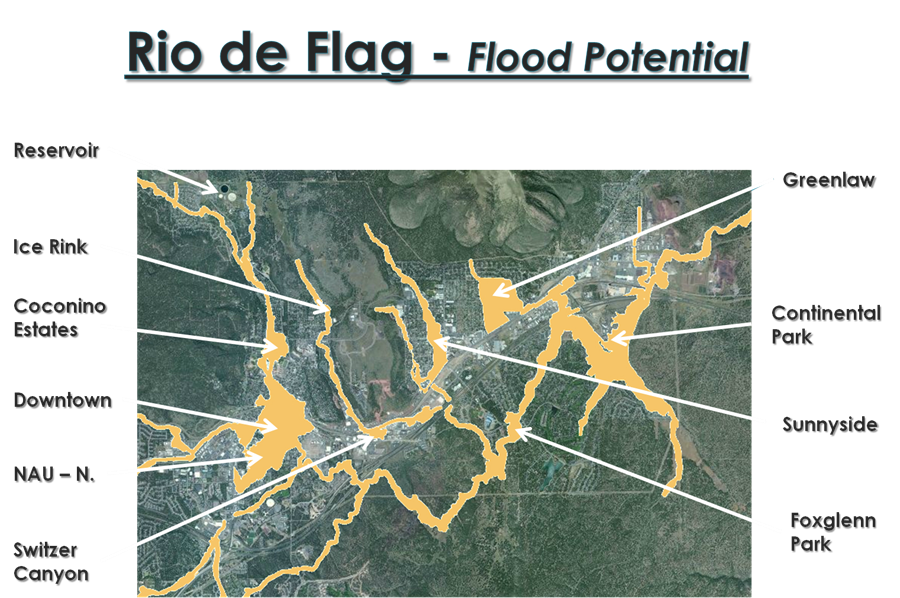 Rio de Flag - Flood Potential
Reservoir
Ice Rink
Coconino
Estates
Downtown
NAU – N.
Switzer
Canyon
Greenlaw
Continental
Park
Sunnyside
Foxglenn
Park